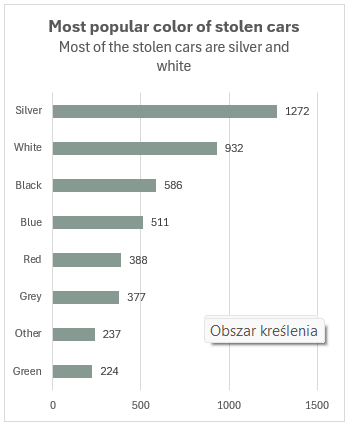 Most popular color of stolen cars
Most of the stolen cars are silver and
white
Silver 1272
White 932
Black 586
Blue 511
Red 388
Grey 377
Obszar kreślenia
Other 237
Green 224
0 500 1000 1500